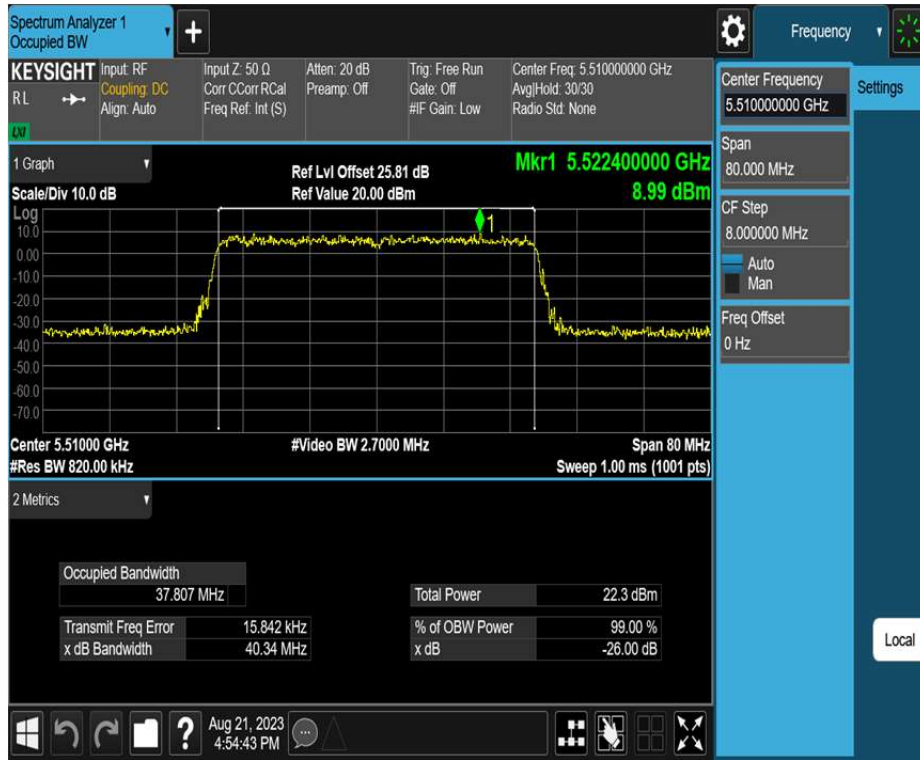 Spectrum Analyzer 1
Occupied BW
+
Frequency
KEYSIGHT
RL
LXI
Input: RF
Coupling: DC
Align: Auto
Input Z: 50 Ω
Corr CCorr RCal
Freq Ref: Int (S)
Atten: 20 dB
Preamp: Off
Trig: Free Run
Gate: Off
#IF Gain: Low
Center Freq: 5.510000000 GHz
Avg|Hold: 30/30
Radio Std: None
Center Frequency
5.510000000 GHz
Settings
Span
80.000 MHz
CF Step
8.000000 MHz
Auto
Man
Freq Offset
0 Hz
Local
1 Graph
Scale/Div 10.0 dB
Ref Lvl Offset 25.81 dB
Ref Value 20.00 dBm
Mkr1 5.522400000 GHz
8.99 dBm
Log
10.0
0.00
-10.0
-20.0
-30.0
-40.0
-50.0
-60.0
-70.0
1
Center 5.51000 GHz
#Video BW 2.7000 MHz
Span 80 MHz
#Res BW 820.00 kHz
Sweep 1.00 ms (1001 pts)
2 Metrics
Occupied Bandwidth
37.807 MHz
Total Power 22.3 dBm
Transmit Freq Error 15.842 kHz
% of OBW Power 99.00 %
x dB Bandwidth 40.34 MHz
x dB -26.00 dB
?
Aug 21, 2023
4:54:43 PM